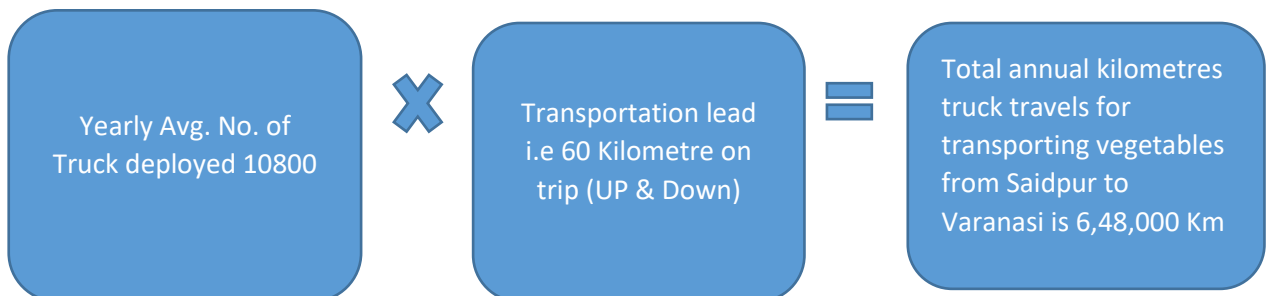 Yearly Avg. No. of
Truck deployed 10800
Transportation lead
i.e 60 Kilometre on
trip (UP & Down)
Total annual kilometres
truck travels for
transporting vegetables
from Saidpur to
Varanasi is 6,48,000 Km